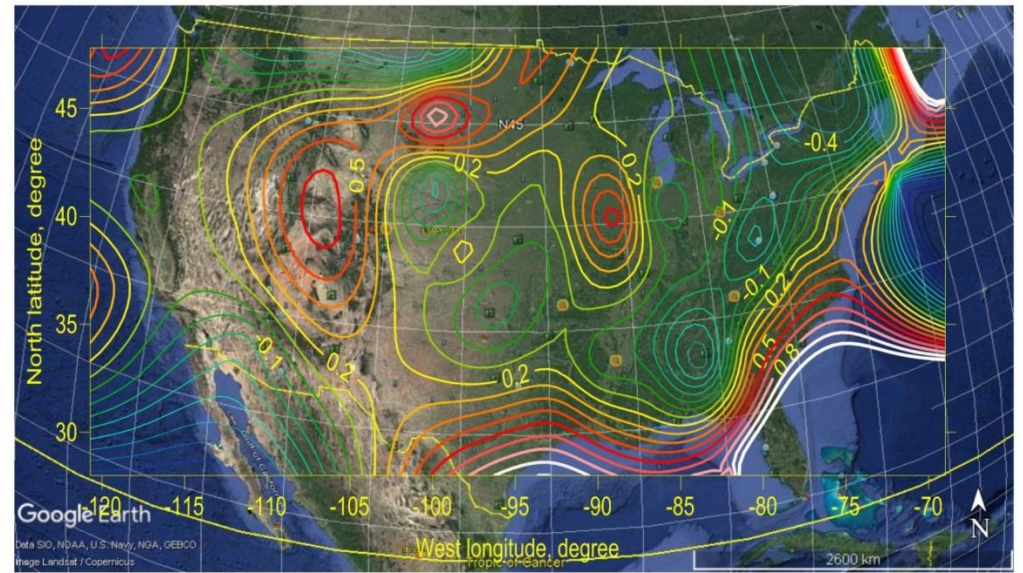 45
40
35
30
North latitude, degree
-120
-115
-105
-100
-95
-90
-85
-80
-75
-70
West longitude, degree
Tropic of Cancer
N45
0.5
0.2
0.2
-0.4
-0.1
-0.1
-0.2
0.5
0.8
0.2
-0.1
0.2
Google Earth
Data SIO, NOAA, U.S. Navy, NGA, GEBCO
Image Landsat / Copernicus
N
2600 km